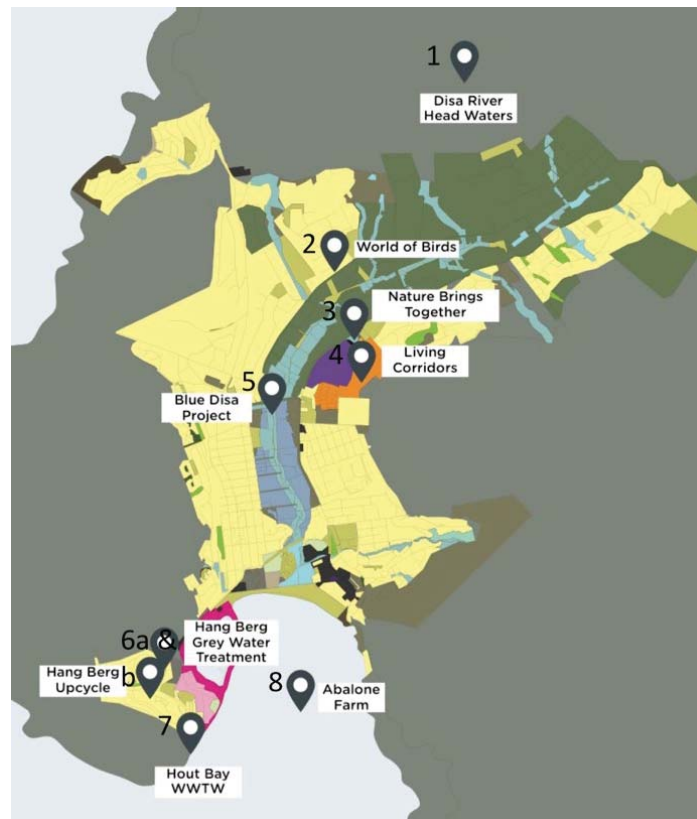 1
Disa River
Head Waters
2
World of Birds
3
Nature Brings
Together
4
Living
Corridors
5
Blue Disa
Project
6a &
b
Hang Berg
Grey Water
Treatment
Hang Berg
Upcycle
8
Abalone
Farm
7
Hout Bay
WWTW